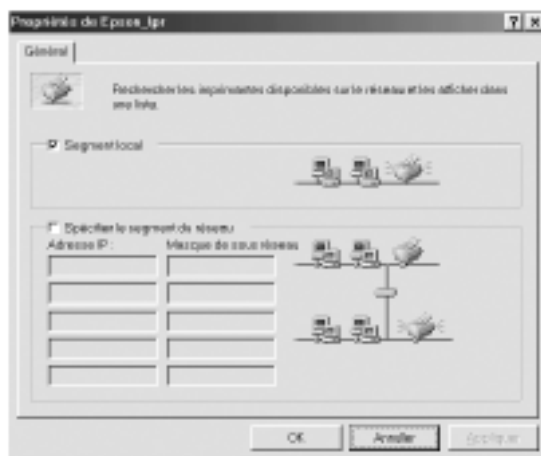 Propriétés de Epson_lpr
Général
Rechercher les imprimantes disponibles sur le réseau et les afficher dans
une liste.
Segment local
Spécifier le segment de réseau
Adresse IP :
Masque de sous réseau
OK
Annuler
Appliquer